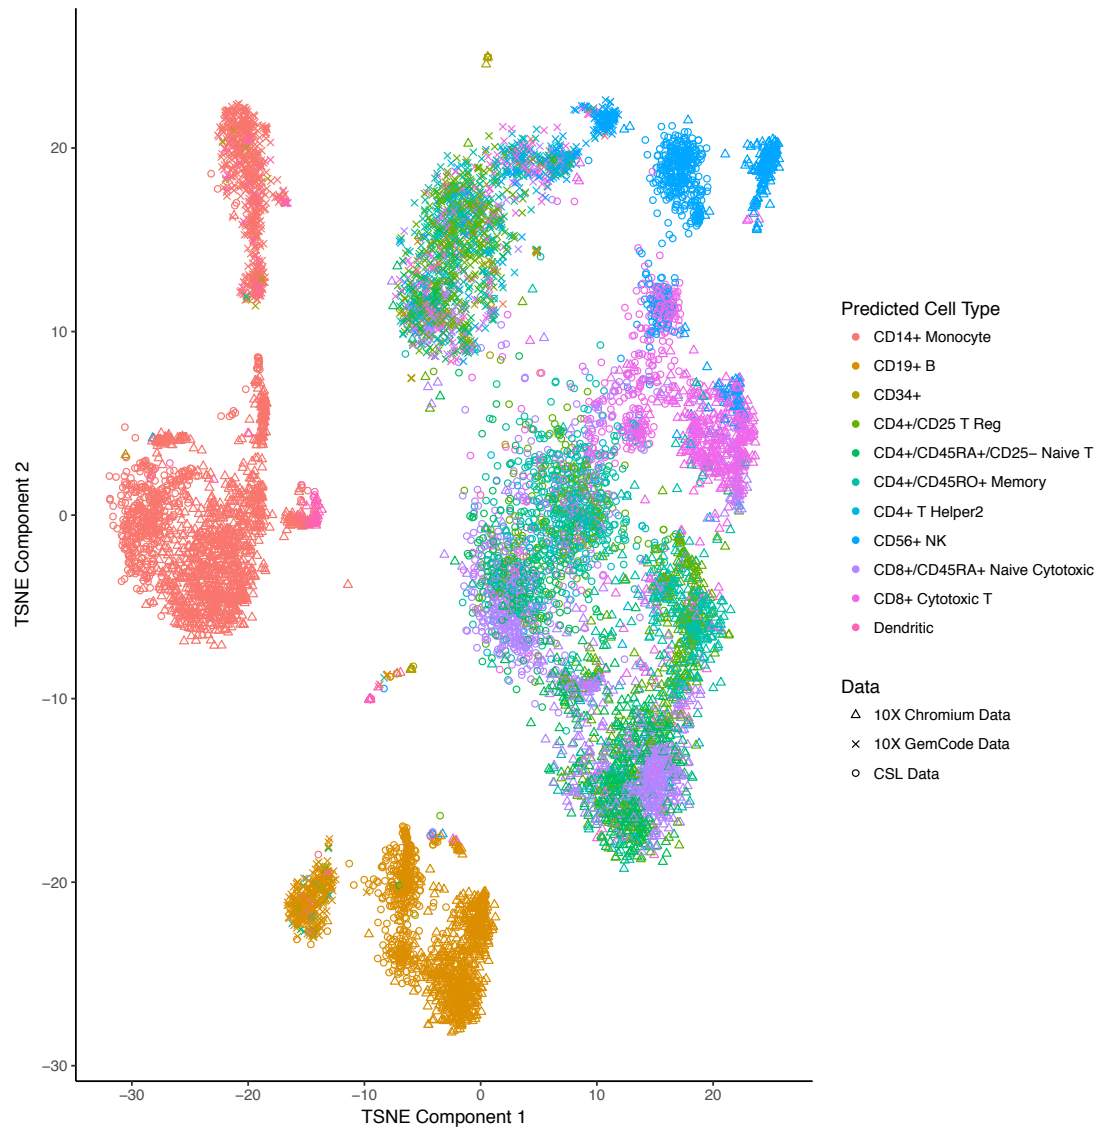 20
10
0
−10
−20
−30
TSNE Component 2
−30
−20
−10
0
10
20
TSNE Component 1
Predicted Cell Type
CD14+ Monocyte
CD19+ B
CD34+
CD4+/CD25 T Reg
CD4+/CD45RA+/CD25− Naive T
CD4+/CD45RO+ Memory
CD4+ T Helper2
CD56+ NK
CD8+/CD45RA+ Naive Cytotoxic
CD8+ Cytotoxic T
Dendritic
Data
10X Chromium Data
10X GemCode Data
CSL Data